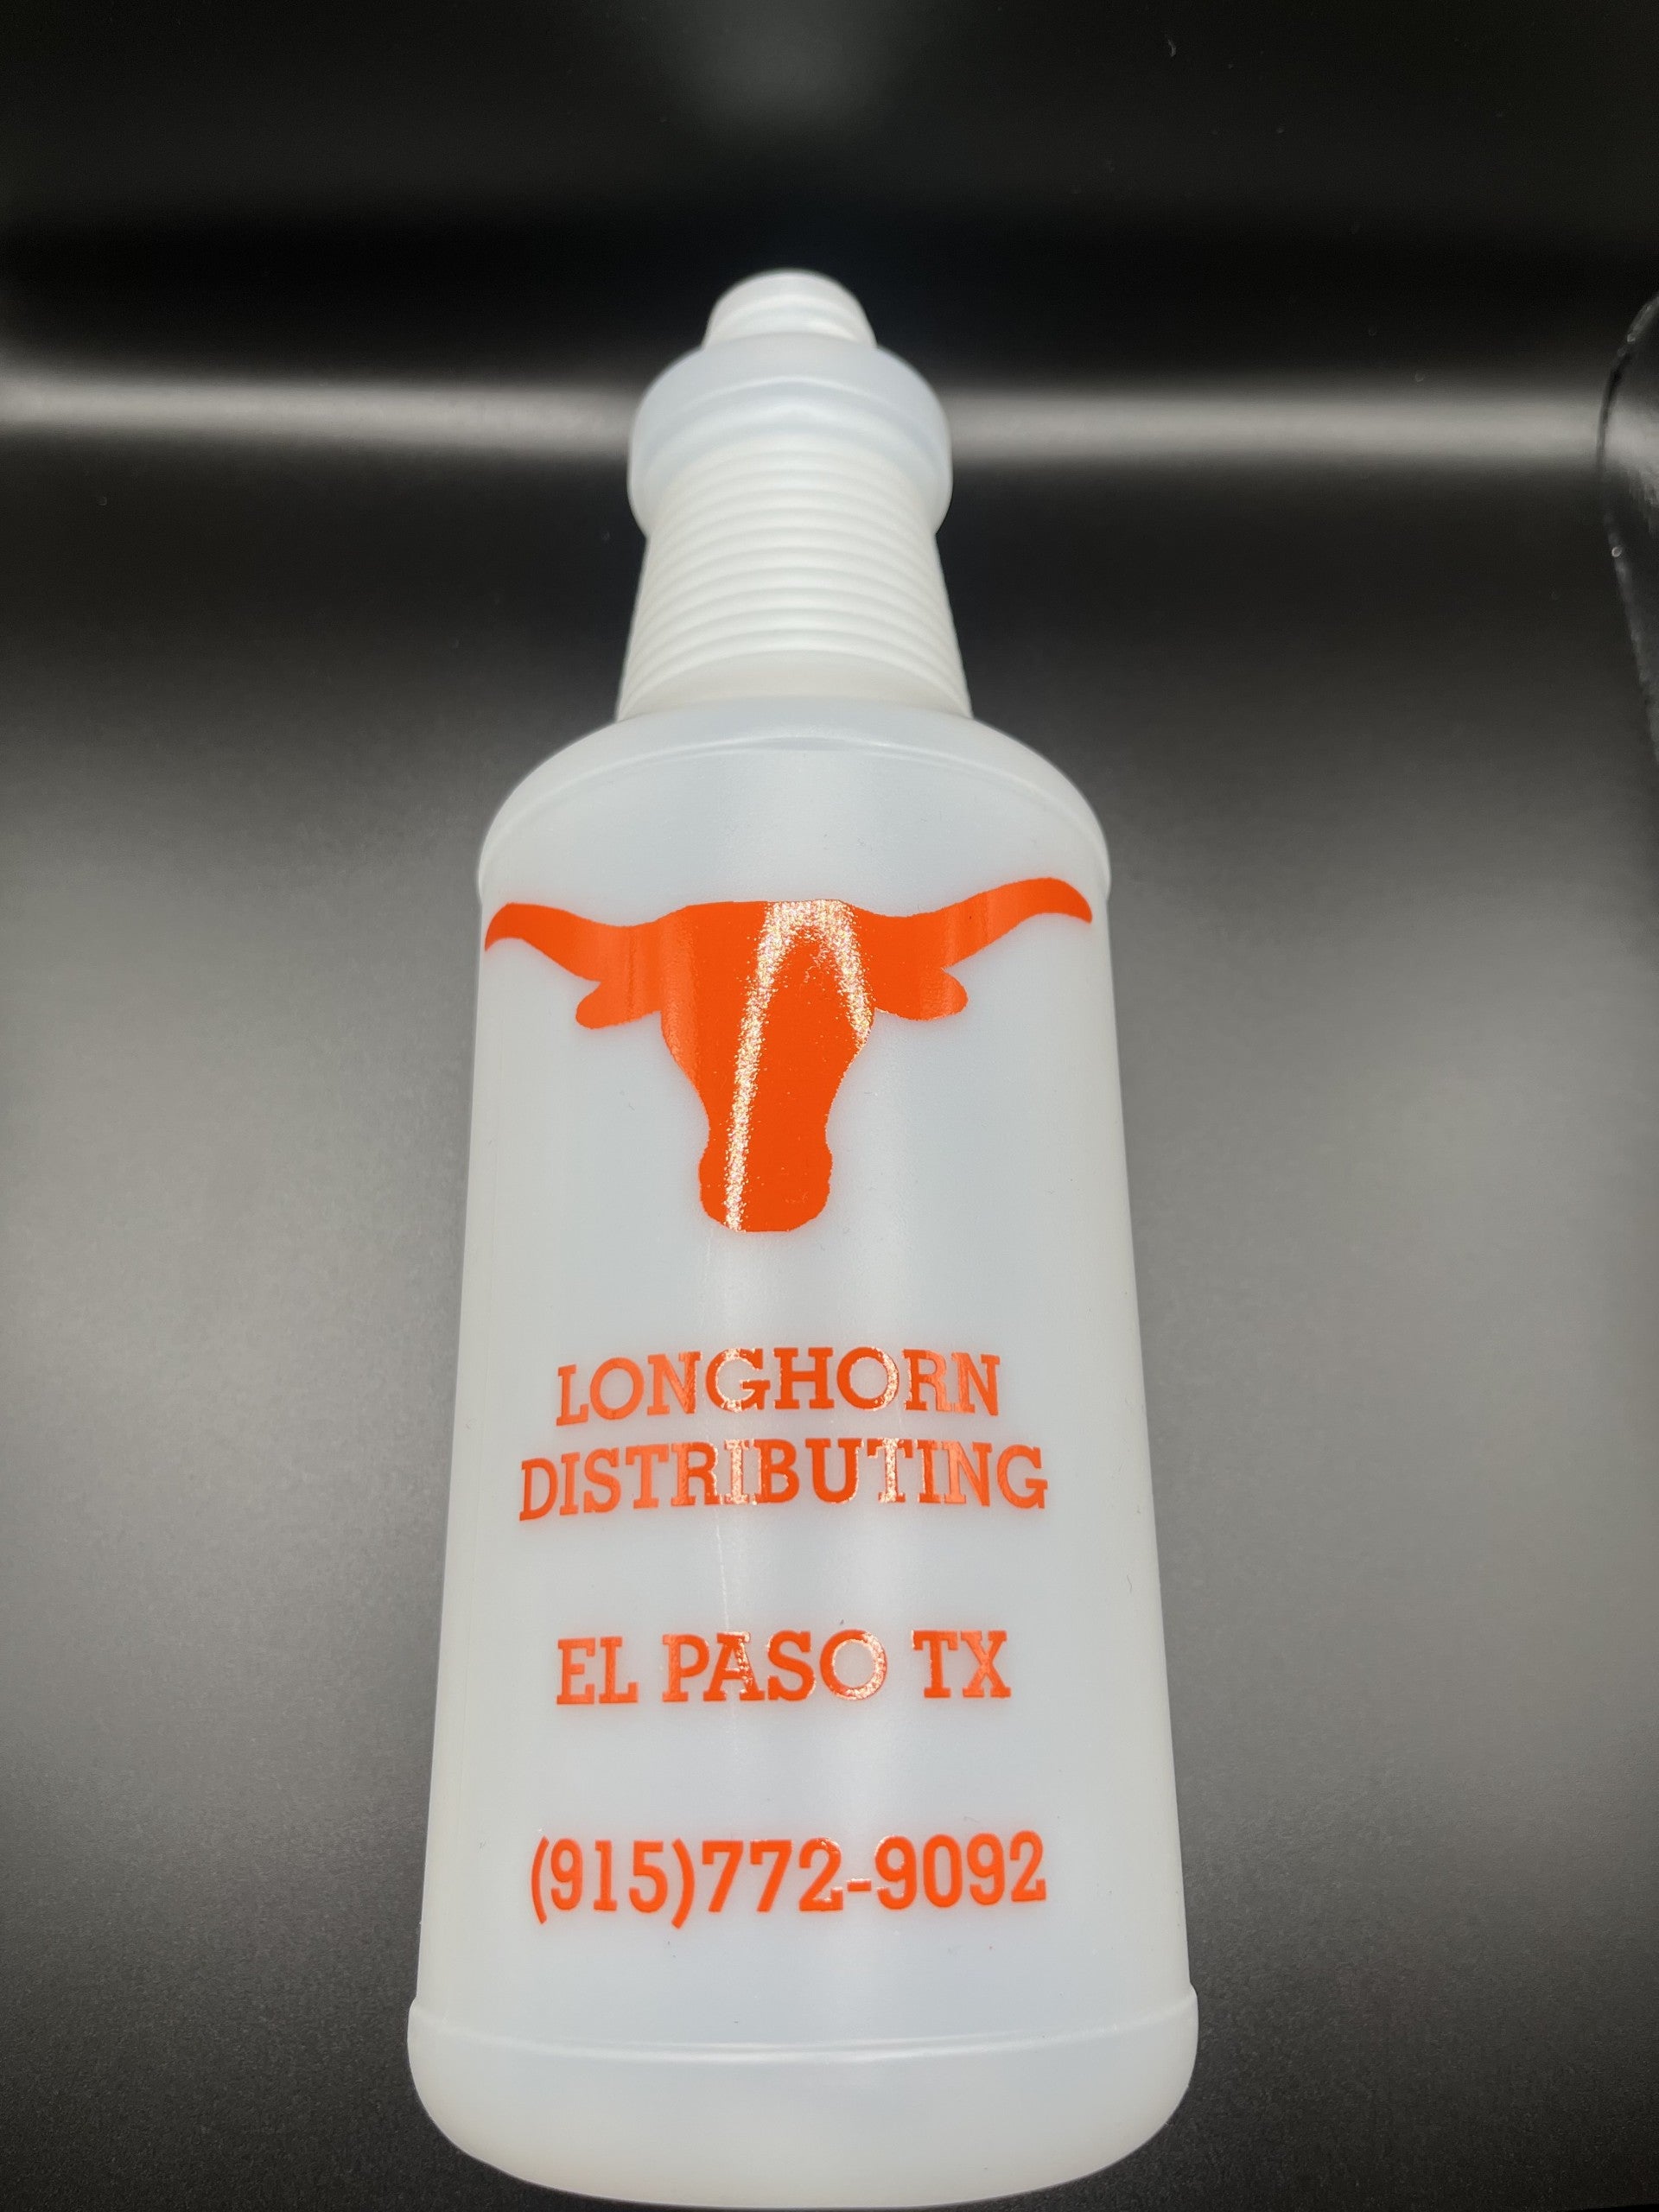 LONGHORN
DISTRIBUTING
EL PASO TX
(915)772-9092